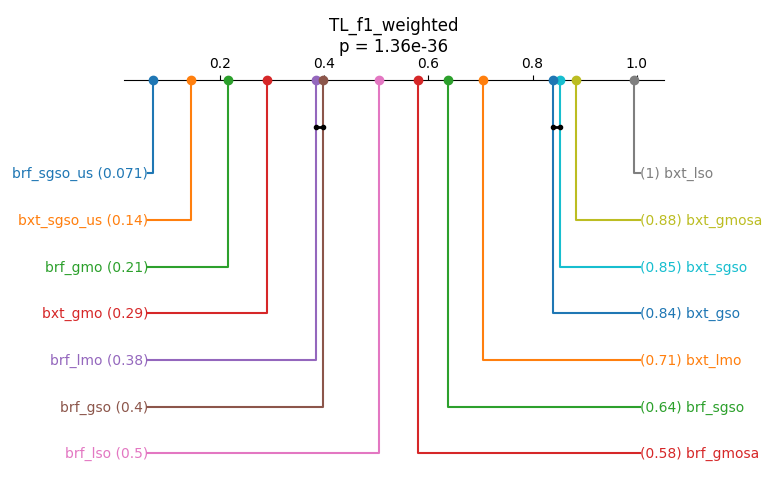 TL_f1_weighted
p = 1.36e-36
0.2 0.4 0.6 0.8 1.0
brf_sgso_us (0.071)
(1) bxt_lso
bxt_sgso_us (0.14)
(0.88) bxt_gmosa
brf_gmo (0.21)
(0.85) bxt_sgso
bxt_gmo (0.29)
(0.84) bxt_gso
brf_lmo (0.38)
(0.71) bxt_lmo
brf_gso (0.4)
(0.64) brf_sgso
brf_lso (0.5)
(0.58) brf_gmosa